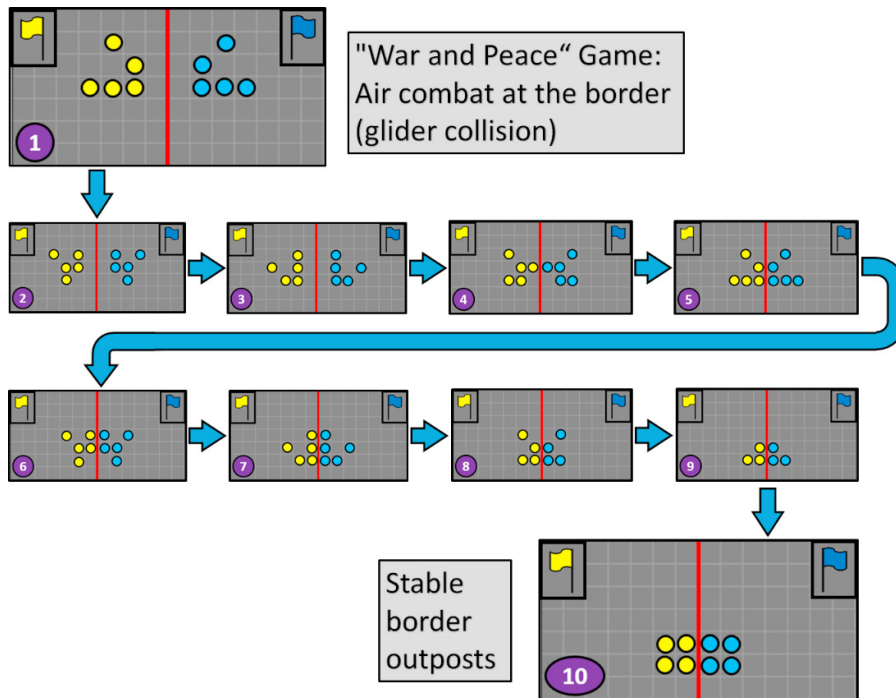 "War and Peace“ Game:
Air combat at the border
(glider collision)
1
2
3
4
5
6
7
8
9
Stable
border
outposts
10